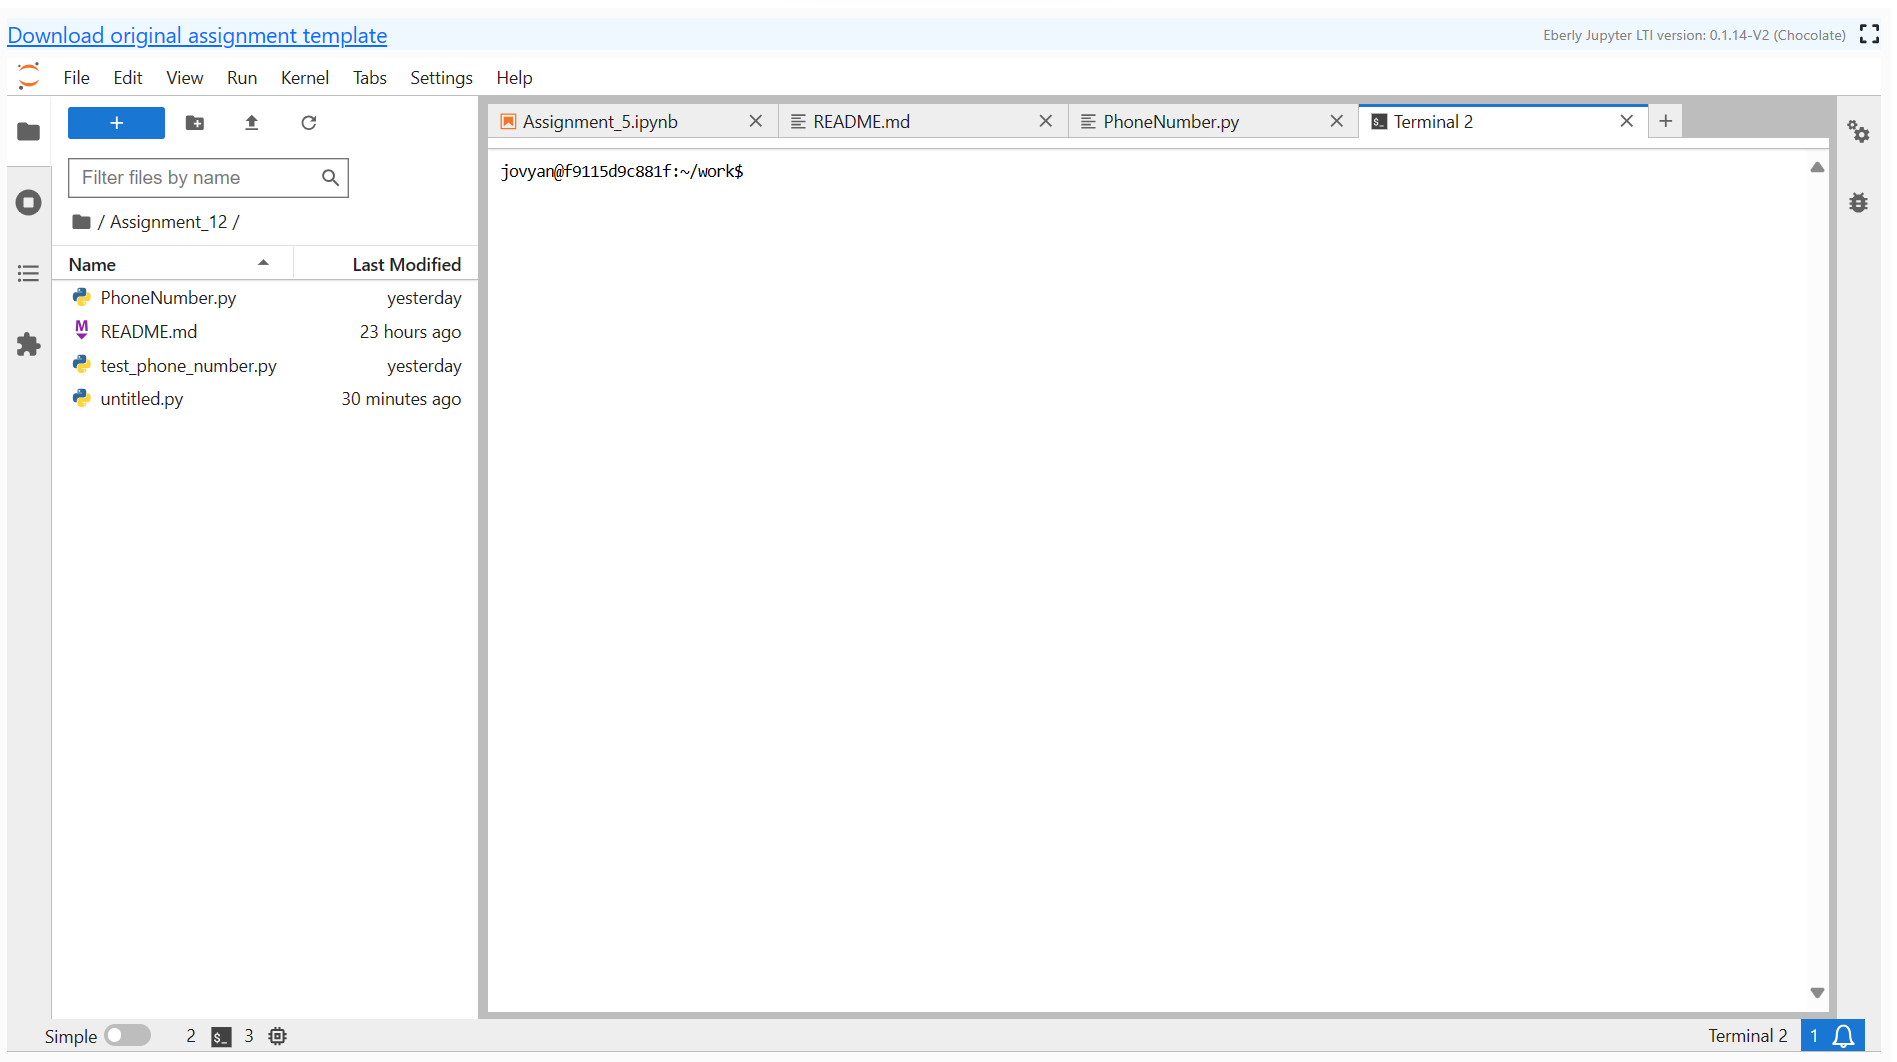 Download original assignment template
Eberly Jupyter LTI version: 0.1.14-V2 (Chocolate)
File Edit View Run Kernel Tabs Settings Help
+
Assignment_5.ipynb
README.md
PhoneNumber.py
$_ Terminal 2
+
Filter files by name
/ Assignment_12 /
Name Last Modified
PhoneNumber.py yesterday
M README.md 23 hours ago
test_phone_number.py yesterday
untitled.py 30 minutes ago
jovyan@f9115d9c881f:~/work$
Simple 2 $_ 3
Terminal 2 1